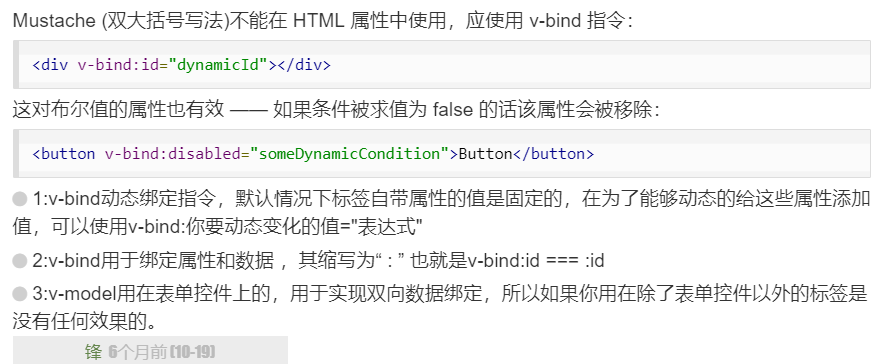 Mustache (双大括号写法)不能在 HTML 属性中使用，应使用 v-bind 指令：
<div v-bind:id="dynamicId"></div>
这对布尔值的属性也有效 —— 如果条件被求值为 false 的话该属性会被移除：
<button v-bind:disabled="someDynamicCondition">Button</button>
1:v-bind动态绑定指令，默认情况下标签自带属性的值是固定的，在为了能够动态的给这些属性添加
值，可以使用v-bind:你要动态变化的值="表达式"
2:v-bind用于绑定属性和数据 ，其缩写为“ : ” 也就是v-bind:id === :id
3:v-model用在表单控件上的，用于实现双向数据绑定，所以如果你用在除了表单控件以外的标签是
没有任何效果的。
锋 6个月前 (10-19)